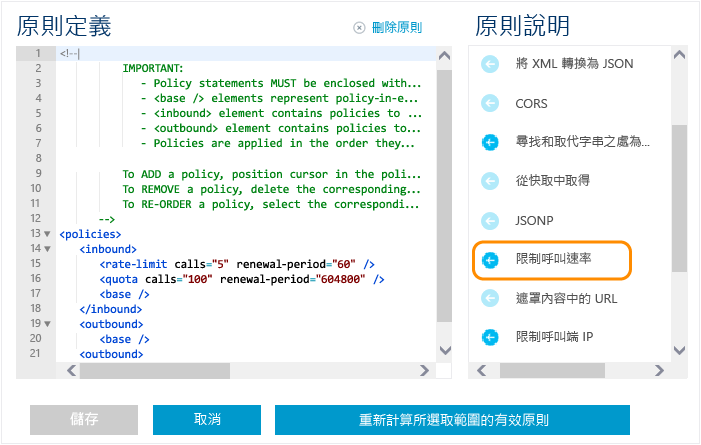 原則定義
刪除原則
1 <!--
2 IMPORTANT:
3 - Policy statements MUST be enclosed with...
4 - <base /> elements represent policy-in-e...
5 - <inbound> element contains policies to ...
6 - <outbound> element contains policies to...
7 - Policies are applied in the order they...
8
9 To ADD a policy, position cursor in the poli...
10 To REMOVE a policy, delete the corresponding...
11 To RE-ORDER a policy, select the correspondi...
12 -->
13 <policies>
14 <inbound>
15 <rate-limit calls="5" renewal-period="60" />
16 <quota calls="100" renewal-period="604800" />
17 <base />
18 </inbound>
19 <outbound>
20 <base />
21 <outbound>
原則說明
將 XML 轉換為 JSON
CORS
尋找和取代字串之處為...
從快取中取得
JSONP
限制呼叫速率
遮罩內容中的 URL
限制呼叫端 IP
儲存
取消
重新計算所選取範圍的有效原則